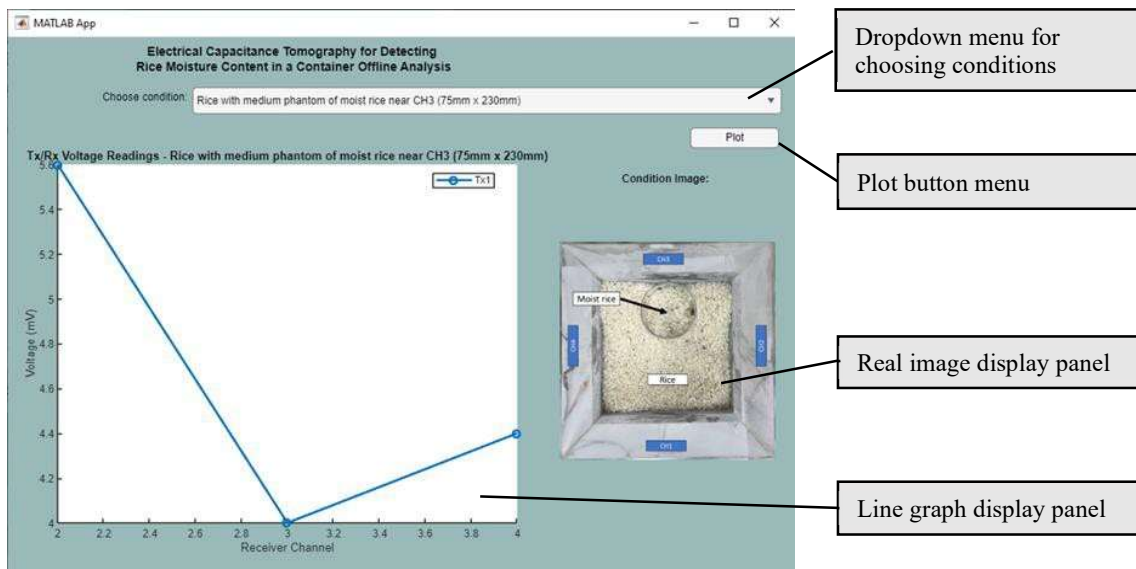 MATLAB App
Electrical Capacitance Tomography for Detecting
Rice Moisture Content in a Container Offline Analysis
Choose condition:
Rice with medium phantom of moist rice near CH3 (75mm x 230mm)
Plot
Tx/Rx Voltage Readings - Rice with medium phantom of moist rice near CH3 (75mm x 230mm)
Tx1
5.6
5.4
5.2
5
4.8
4.6
4.4
4.2
4
Voltage (mV)
2
2.2
2.4
2.6
2.8
3
3.2
3.4
3.6
3.8
4
Receiver Channel
Condition Image:
CH3
Moist rice
CH4
CH2
Rice
CH1
Dropdown menu for
choosing conditions
Plot button menu
Real image display panel
Line graph display panel